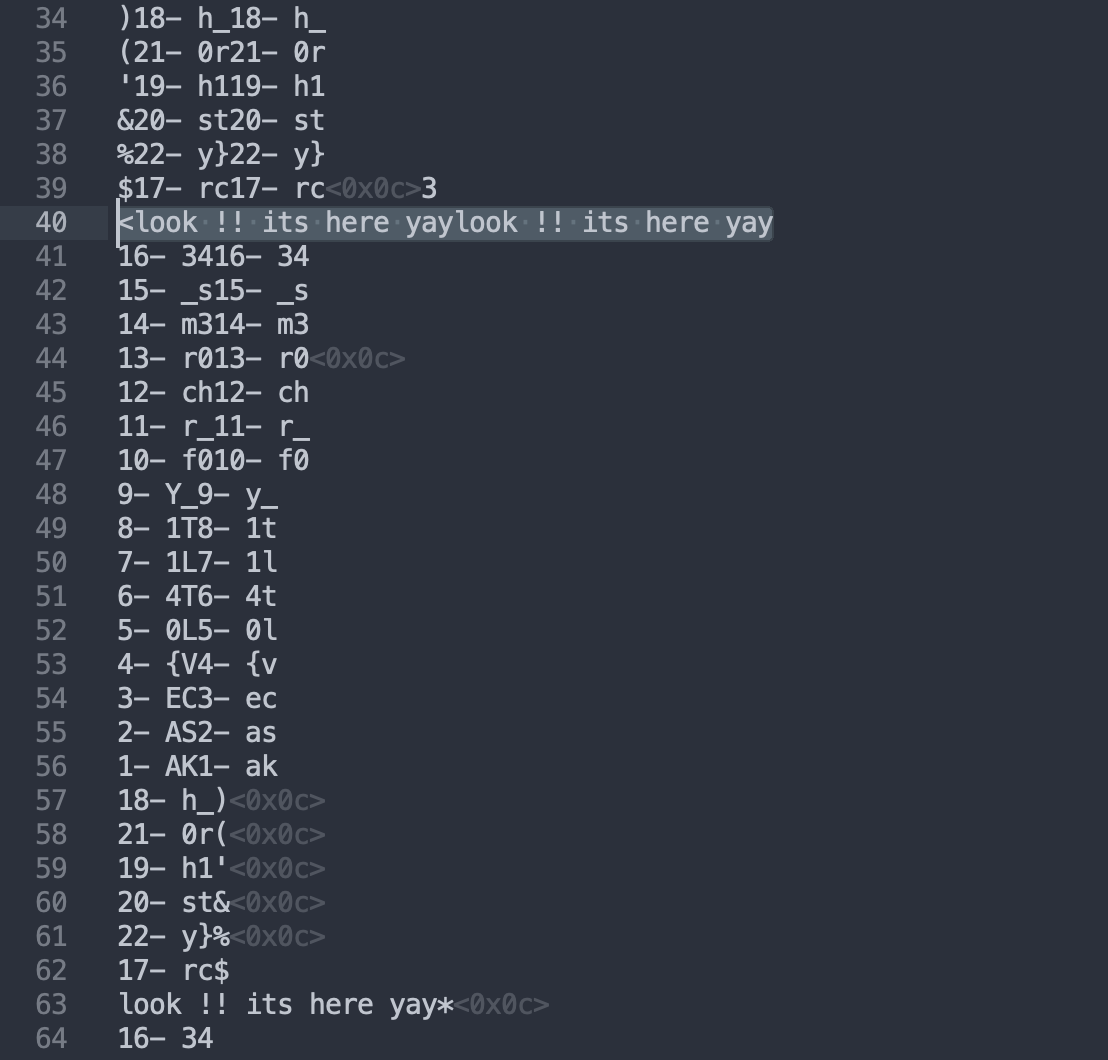 34 )18- h_18- h_
35 (21- 0r21- 0r
36 '19- h119- h1
37 &20- st20- st
38 %22- y}22- y}
39 $17- rc17- rc<0x0c>3
40 <look !! its here yaylook !! its here yay
41 16- 3416- 34
42 15- _s15- _s
43 14- m314- m3
44 13- r013- r0<0x0c>
45 12- ch12- ch
46 11- r_11- r_
47 10- f010- f0
48 9- Y_9- y_
49 8- 1T8- 1t
50 7- 1L7- 1l
51 6- 4T6- 4t
52 5- 0L5- 0l
53 4- {V4- {v
54 3- EC3- ec
55 2- AS2- as
56 1- AK1- ak
57 18- h_)<0x0c>
58 21- 0r(<0x0c>
59 19- h1'<0x0c>
60 20- st&<0x0c>
61 22- y}%<0x0c>
62 17- rc$
63 look !! its here yay*<0x0c>
64 16- 34